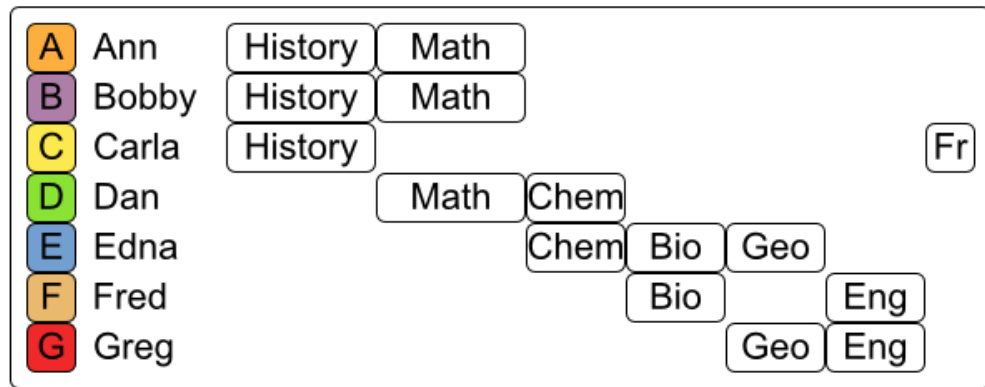 A Ann History Math
B Bobby History Math
C Carla History Fr
D Dan Math Chem
E Edna Chem Bio Geo
F Fred Bio Eng
G Greg Geo Eng